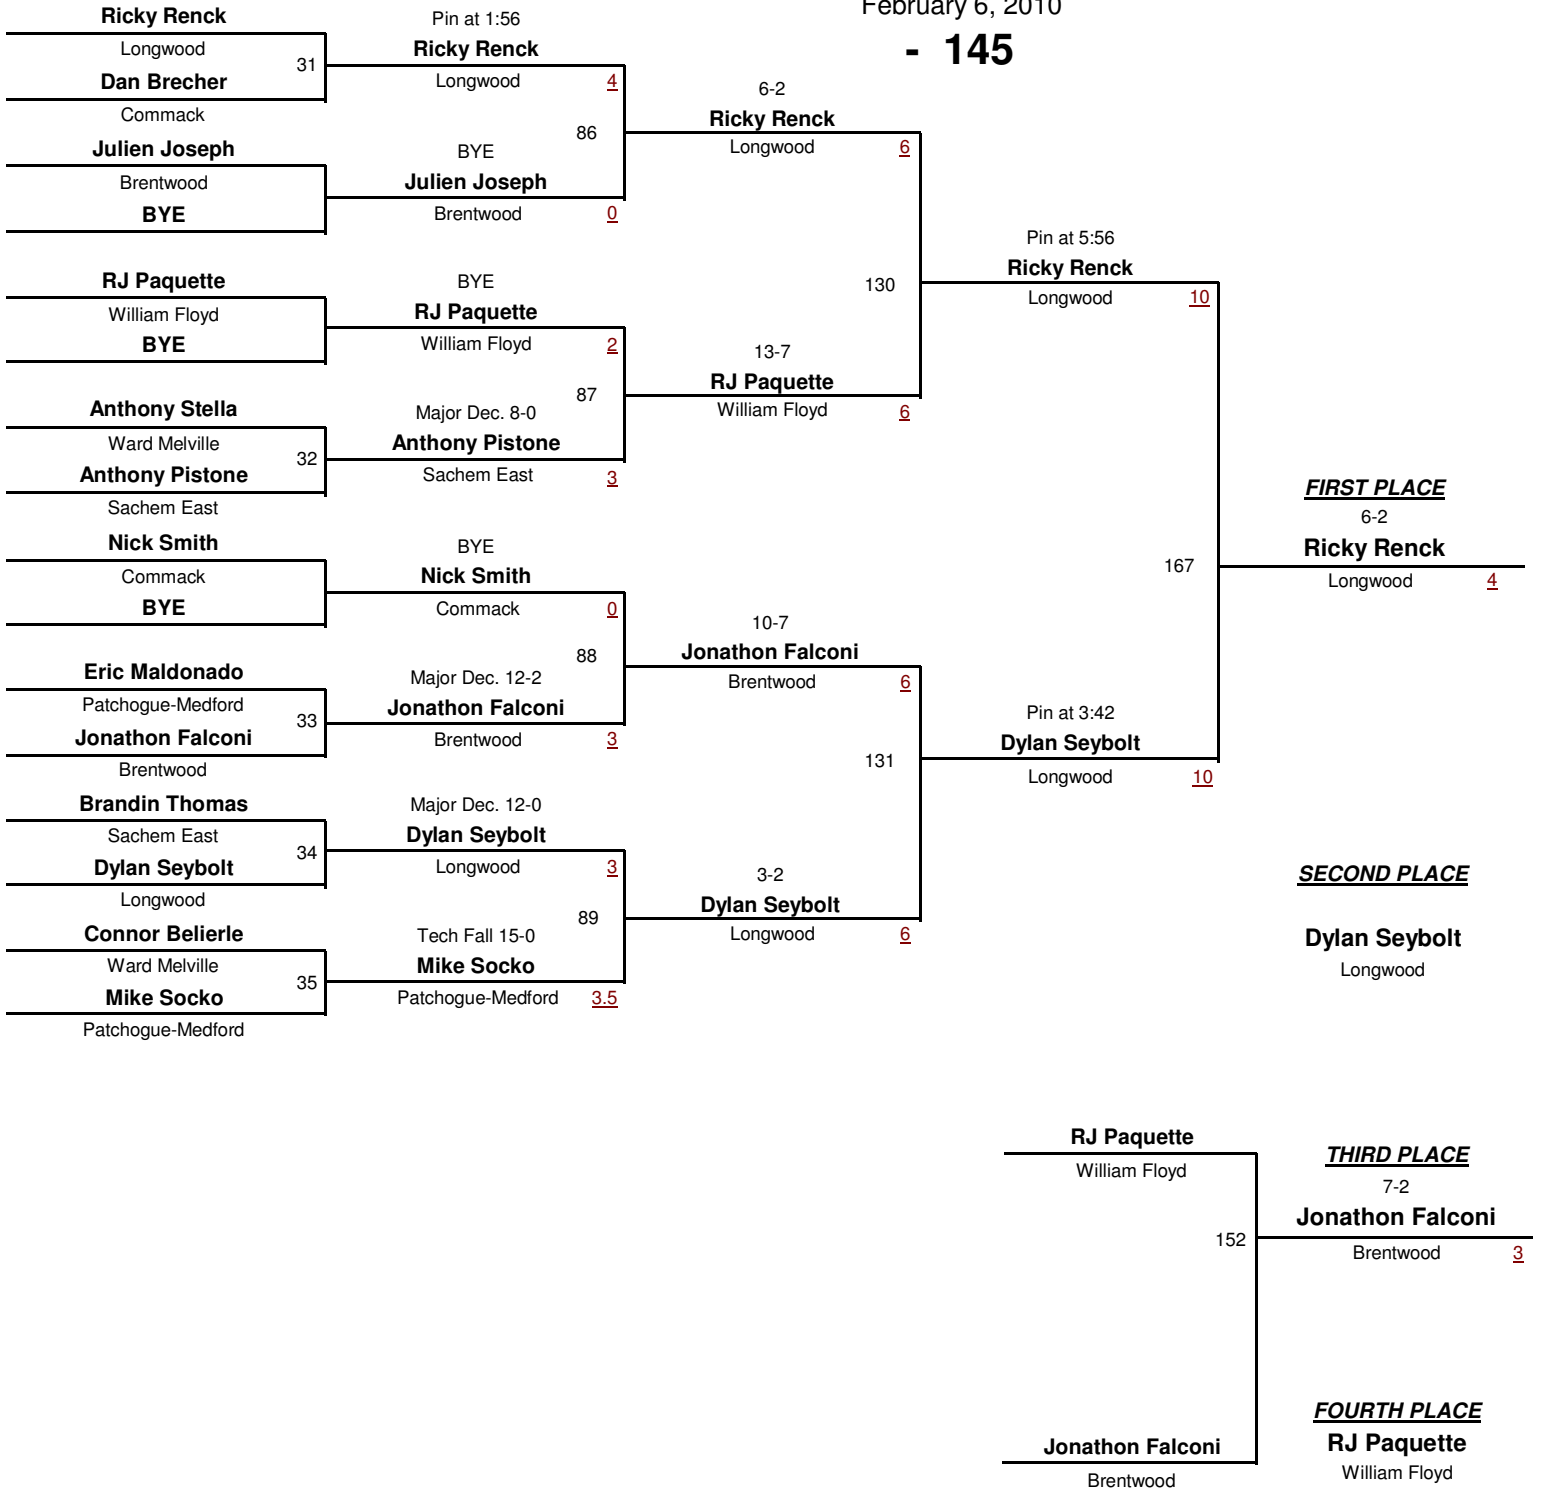 February 6, 2010
- 145
Ricky Renck
Longwood
31
Dan Brecher
Commack
Julien Joseph
Brentwood
BYE
RJ Paquette
William Floyd
BYE
Anthony Stella
Ward Melville
32
Anthony Pistone
Sachem East
Nick Smith
Commack
BYE
Eric Maldonado
Patchogue-Medford
33
Jonathon Falconi
Brentwood
Brandin Thomas
Sachem East
34
Dylan Seybolt
Longwood
Connor Belierle
Ward Melville
35
Mike Socko
Patchogue-Medford
Pin at 1:56
Ricky Renck
Longwood 4
86
BYE
Julien Joseph
Brentwood 0
BYE
RJ Paquette
William Floyd 2
87
Major Dec. 8-0
Anthony Pistone
Sachem East 3
BYE
Nick Smith
Commack 0
88
Major Dec. 12-2
Jonathon Falconi
Brentwood 3
Major Dec. 12-0
Dylan Seybolt
Longwood 3
89
Tech Fall 15-0
Mike Socko
Patchogue-Medford 3.5
6-2
Ricky Renck
Longwood 6
130
13-7
RJ Paquette
William Floyd 6
10-7
Jonathon Falconi
Brentwood 6
131
3-2
Dylan Seybolt
Longwood 6
Pin at 5:56
Ricky Renck
Longwood 10
167
Pin at 3:42
Dylan Seybolt
Longwood 10
FIRST PLACE
6-2
Ricky Renck
Longwood 4
SECOND PLACE
Dylan Seybolt
Longwood
RJ Paquette
William Floyd
152
Jonathon Falconi
Brentwood
THIRD PLACE
7-2
Jonathon Falconi
Brentwood 3
FOURTH PLACE
RJ Paquette
William Floyd